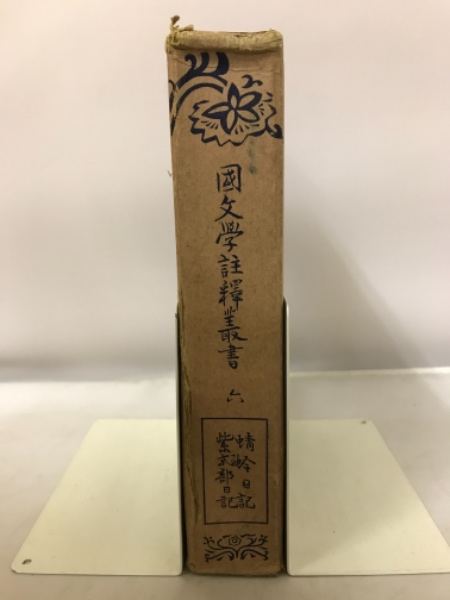 國文學註釋叢書 六
蜻蛉日記
紫式部日記